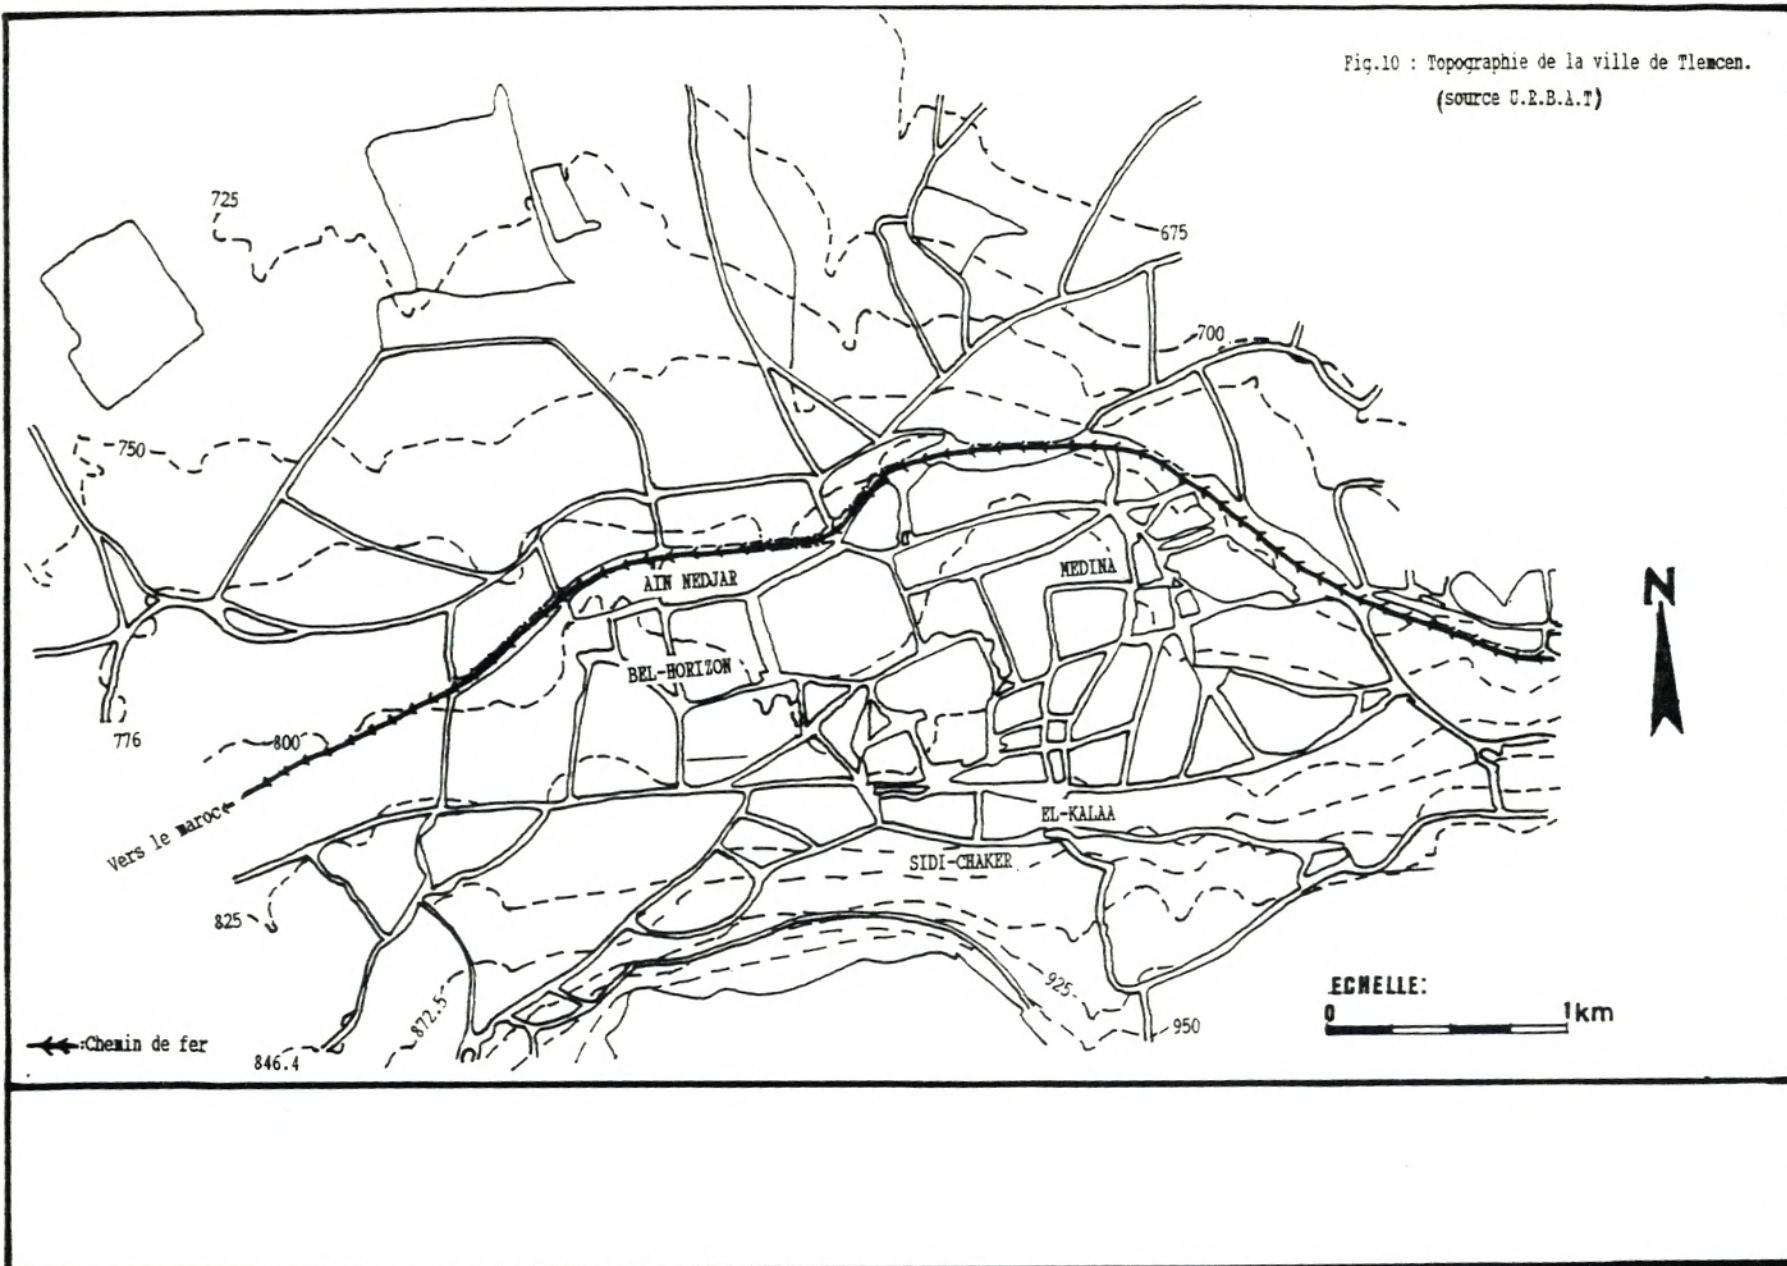 Fig.10 : Topographie de la ville de Tlemcen.
(source U.R.B.A.T)
725
675
700
750
AIN NEDJAR
MEDINA
N
BEL-HORIZON
776
800
Vers le maroc
EL-KALAA
SIDI-CHAKER
825
872.5
925
950
846.4
ECHELLE:
0 1km
:Chemin de fer